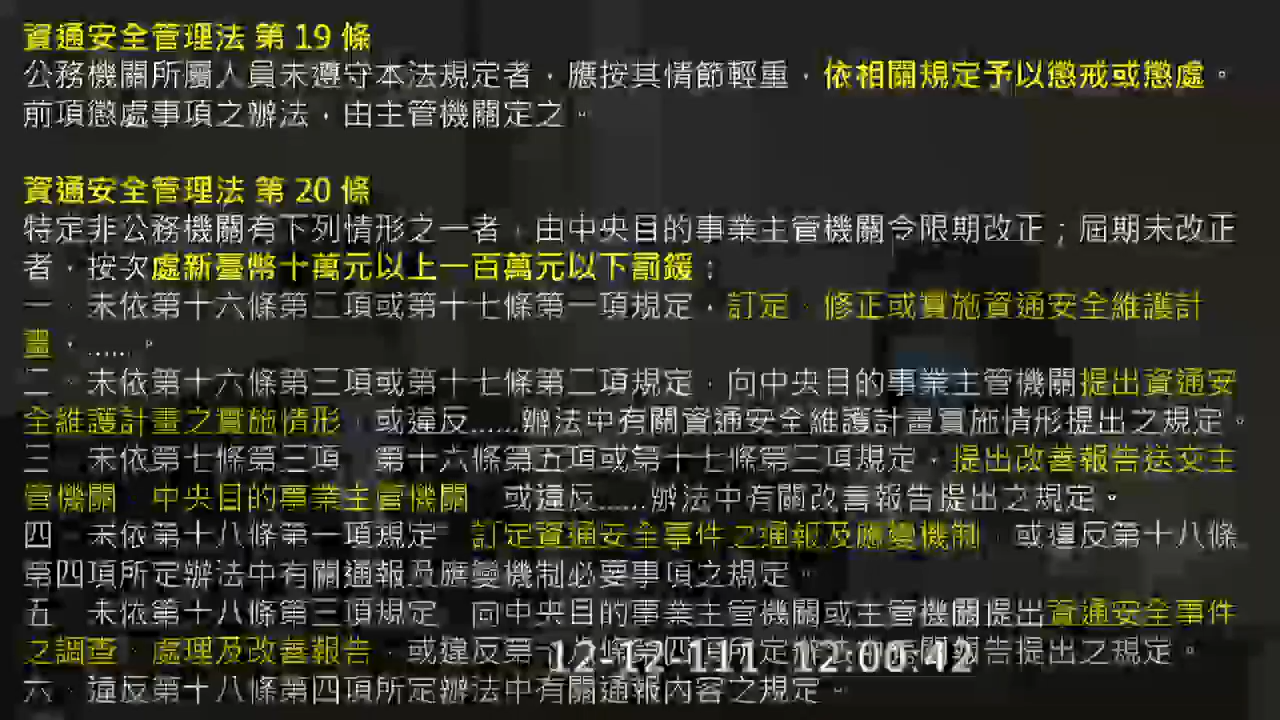 資通安全管理法 第 19 條
公務機關所屬人員未遵守本法規定者，應按其情節輕重，依相關規定予以懲戒或懲處。
前項懲處事項之辦法，由主管機關定之。
資通安全管理法 第 20 條
特定非公務機關有下列情形之一者，由中央目的事業主管機關令限期改正；屆期未改正
者，按次處新臺幣十萬元以上一百萬元以下罰鍰：
一、未依第十六條第二項或第十七條第一項規定，訂定、修正或實施資通安全維護計
畫，……。
二、未依第十六條第三項或第十七條第二項規定，向中央目的事業主管機關提出資通安
全維護計畫之實施情形，或違反……辦法中有關資通安全維護計畫實施情形提出之規定。
三、未依第七條第三項、第十六條第五項或第十七條第三項規定，提出改善報告送交主
管機關、中央目的事業主管機關，或違反……辦法中有關改善報告提出之規定。
四、未依第十八條第一項規定，訂定資通安全事件之通報及應變機制，或違反第十八條
第四項所定辦法中有關通報及應變機制必要事項之規定。
五、未依第十八條第三項規定，向中央目的事業主管機關或主管機關提出資通安全事件
之調查、處理及改善報告，或違反第十八條第四項所定辦法中有關報告提出之規定。
12-12-111 12:00:42
六、違反第十八條第四項所定辦法中有關通報內容之規定。